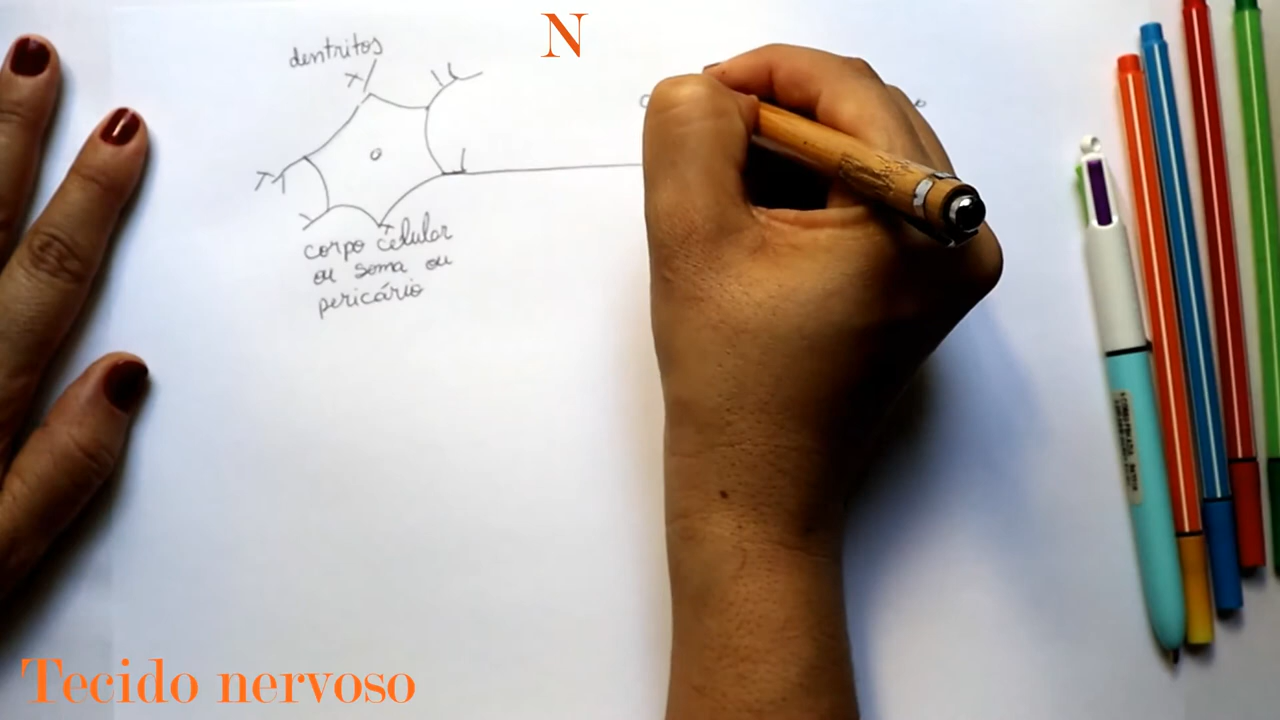 N
dentritos
corpo celular
ou soma ou
pericário
Tecido nervoso